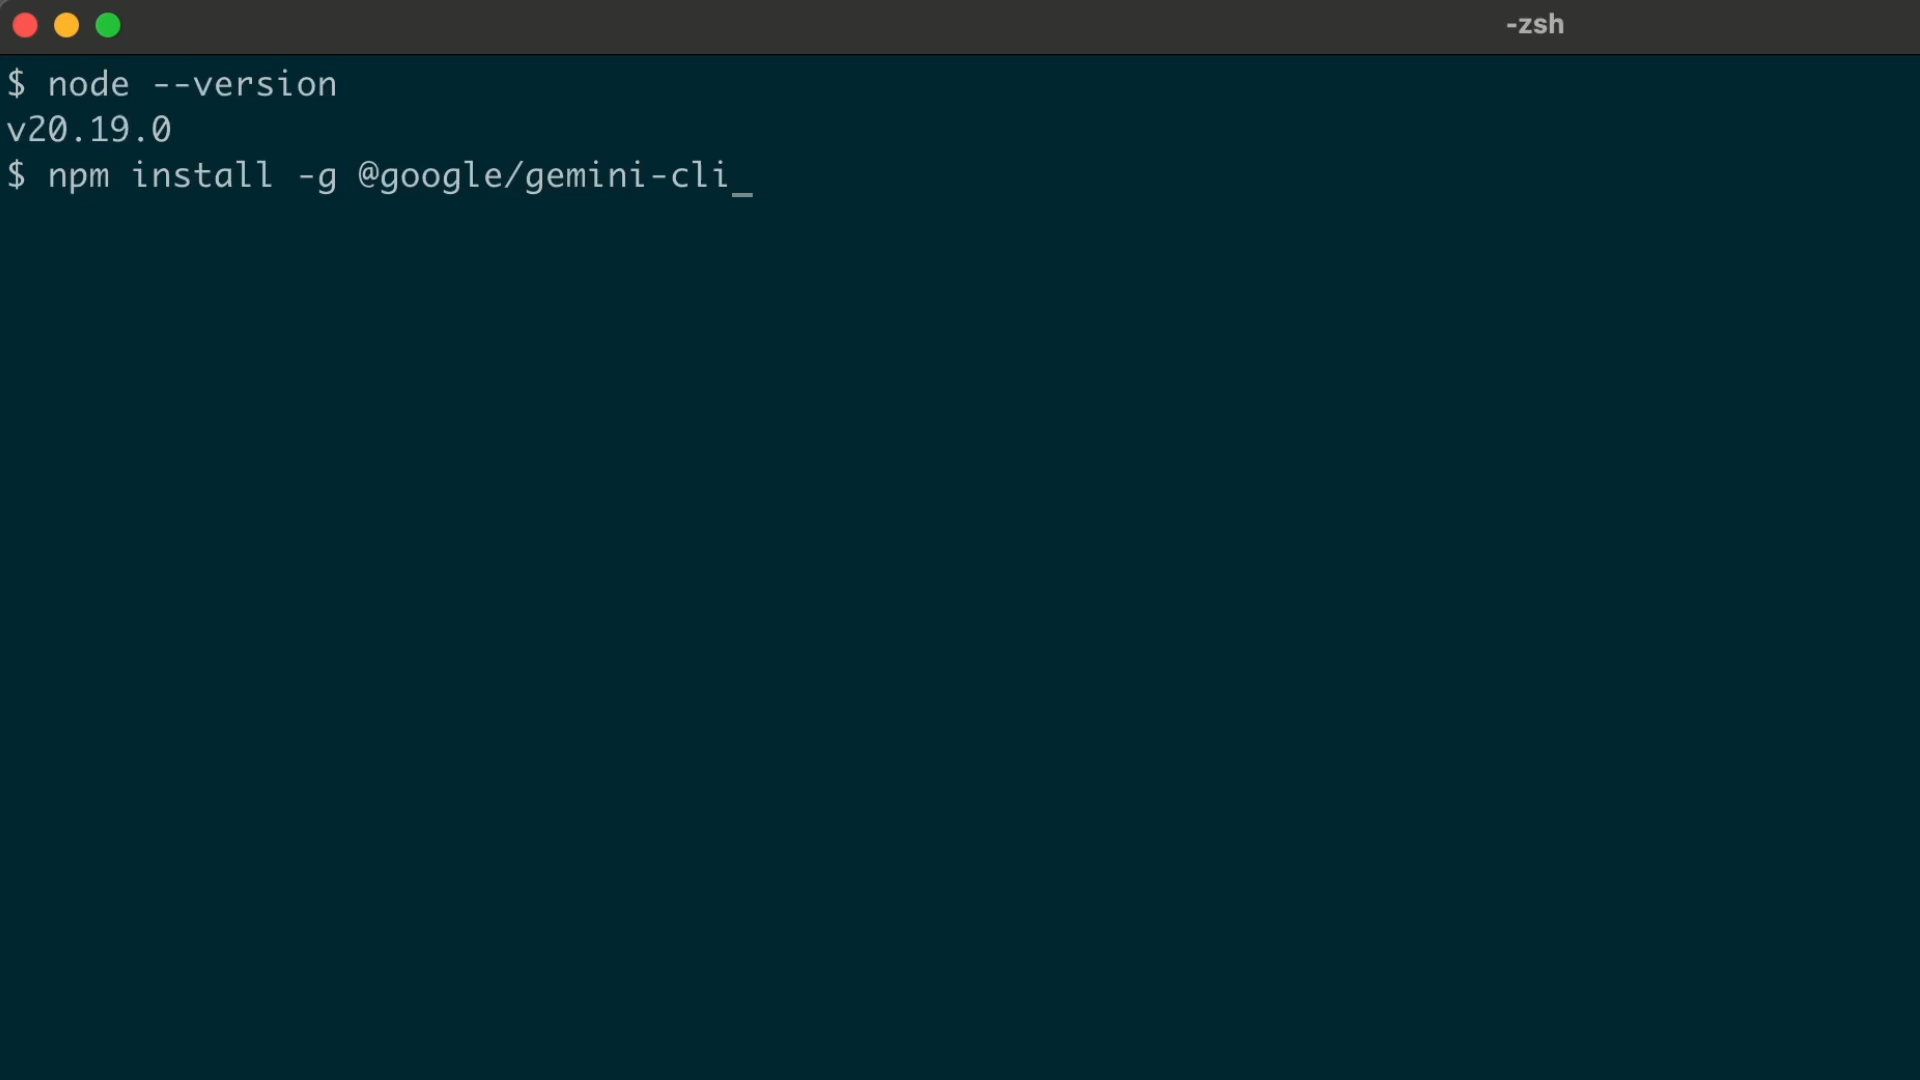 -zsh
$ node --version
v20.19.0
$ npm install -g @google/gemini-cli_